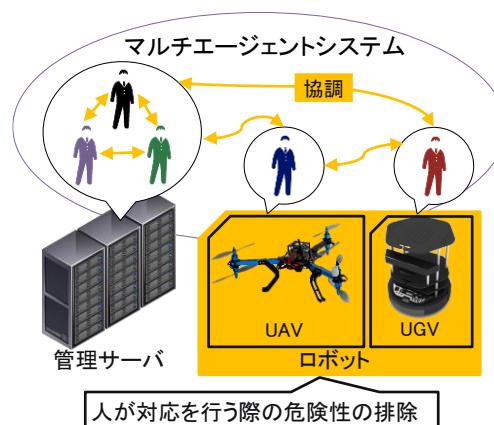 マルチエージェントシステム
協調
UAV
UGV
管理サーバ
ロボット
人が対応を行う際の危険性の排除